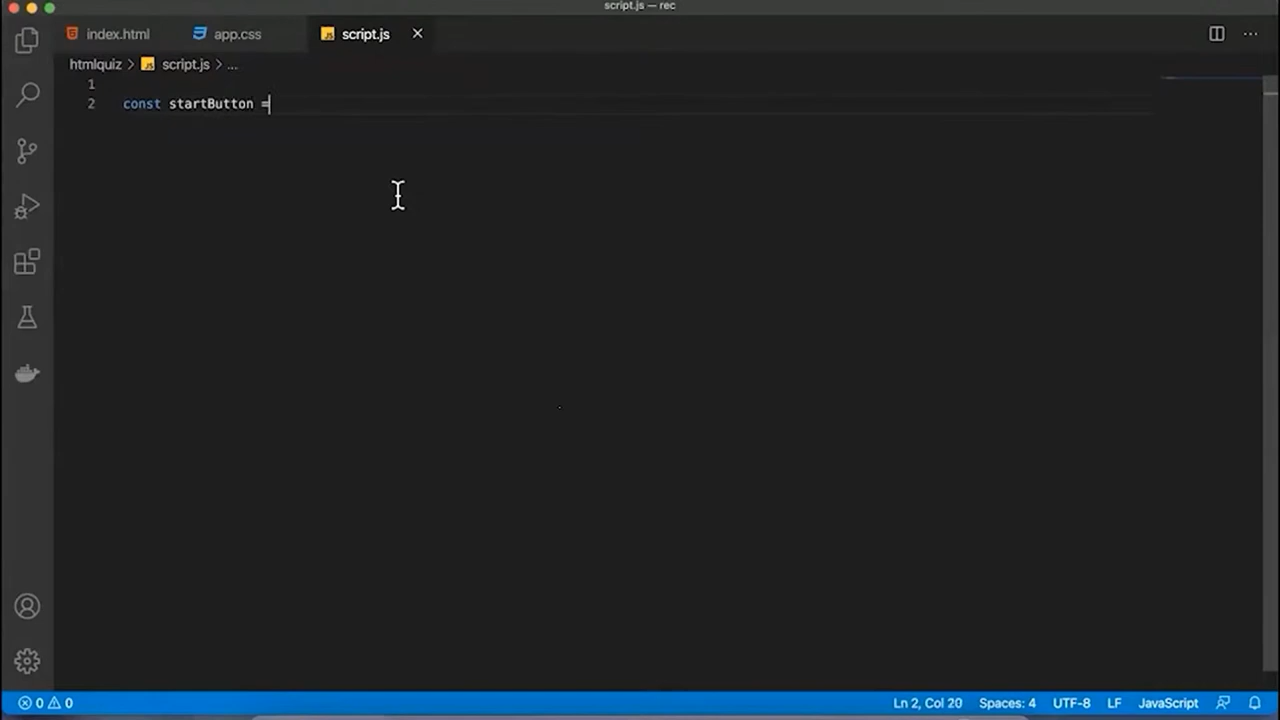 script.js — rec
index.html
app.css
script.js
htmlquiz > JS script.js > ...
1
2 const startButton =
0 0
Ln 2, Col 20 Spaces: 4 UTF-8 LF JavaScript